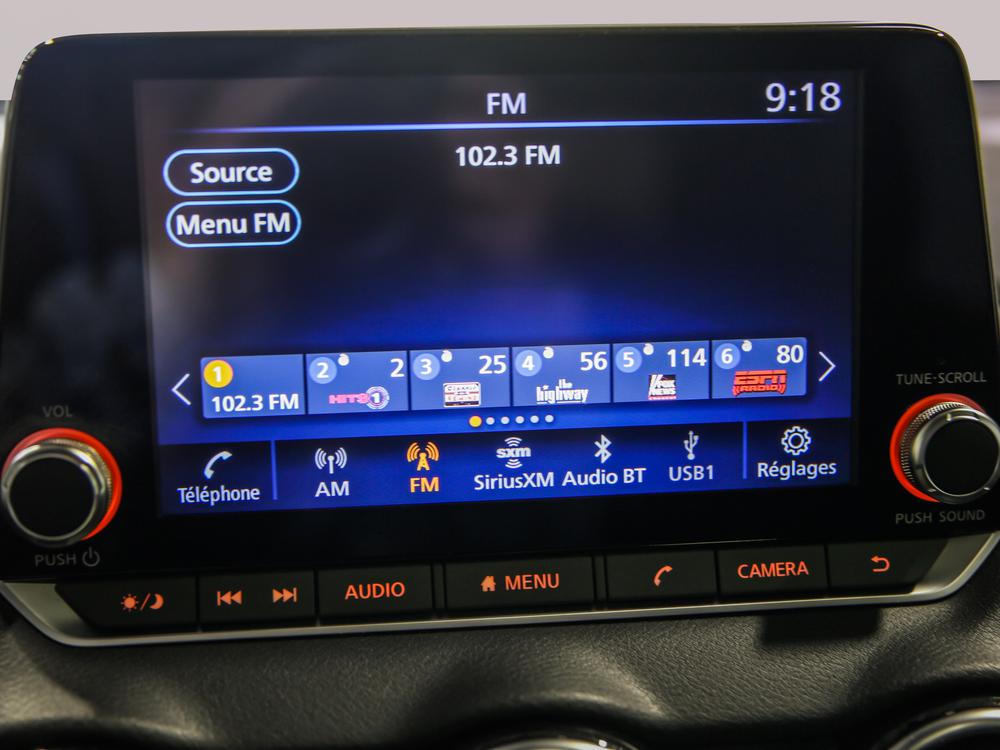 FM
9:18
102.3 FM
Source
Menu FM
1
102.3 FM
2
2
HITS 1
3
25
4
56
the highway
5
114
NEWS
6
80
ESPN RADIO
Téléphone
AM
FM
sxm
SiriusXM
Audio BT
USB1
Réglages
VOL
PUSH
TUNE·SCROLL
PUSH SOUND
AUDIO
MENU
CAMERA